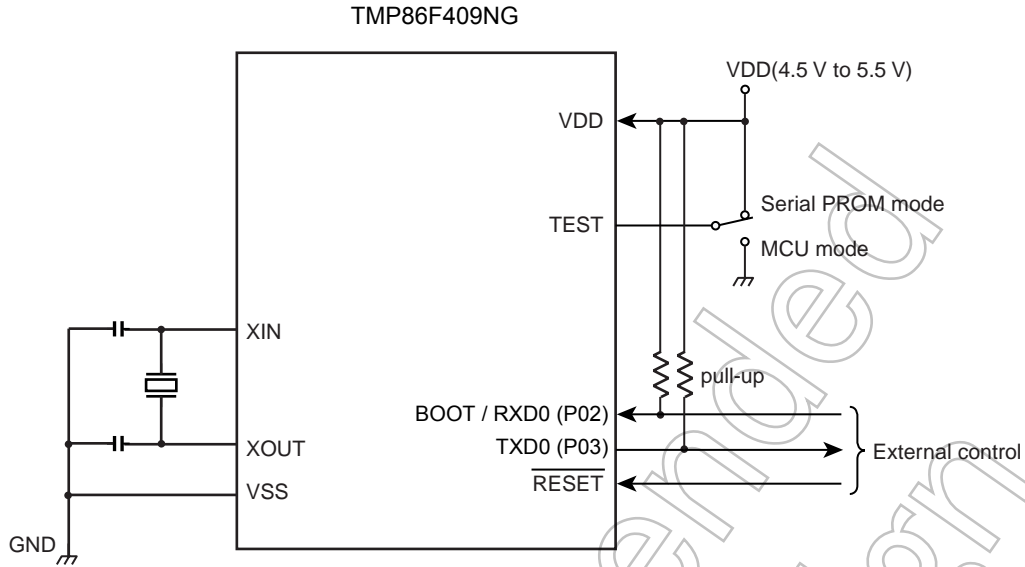 TMP86F409NG
VDD(4.5 V to 5.5 V)
VDD
Serial PROM mode
TEST
MCU mode
XIN
pull-up
BOOT / RXD0 (P02)
TXD0 (P03)
External control
XOUT
RESET
VSS
GND